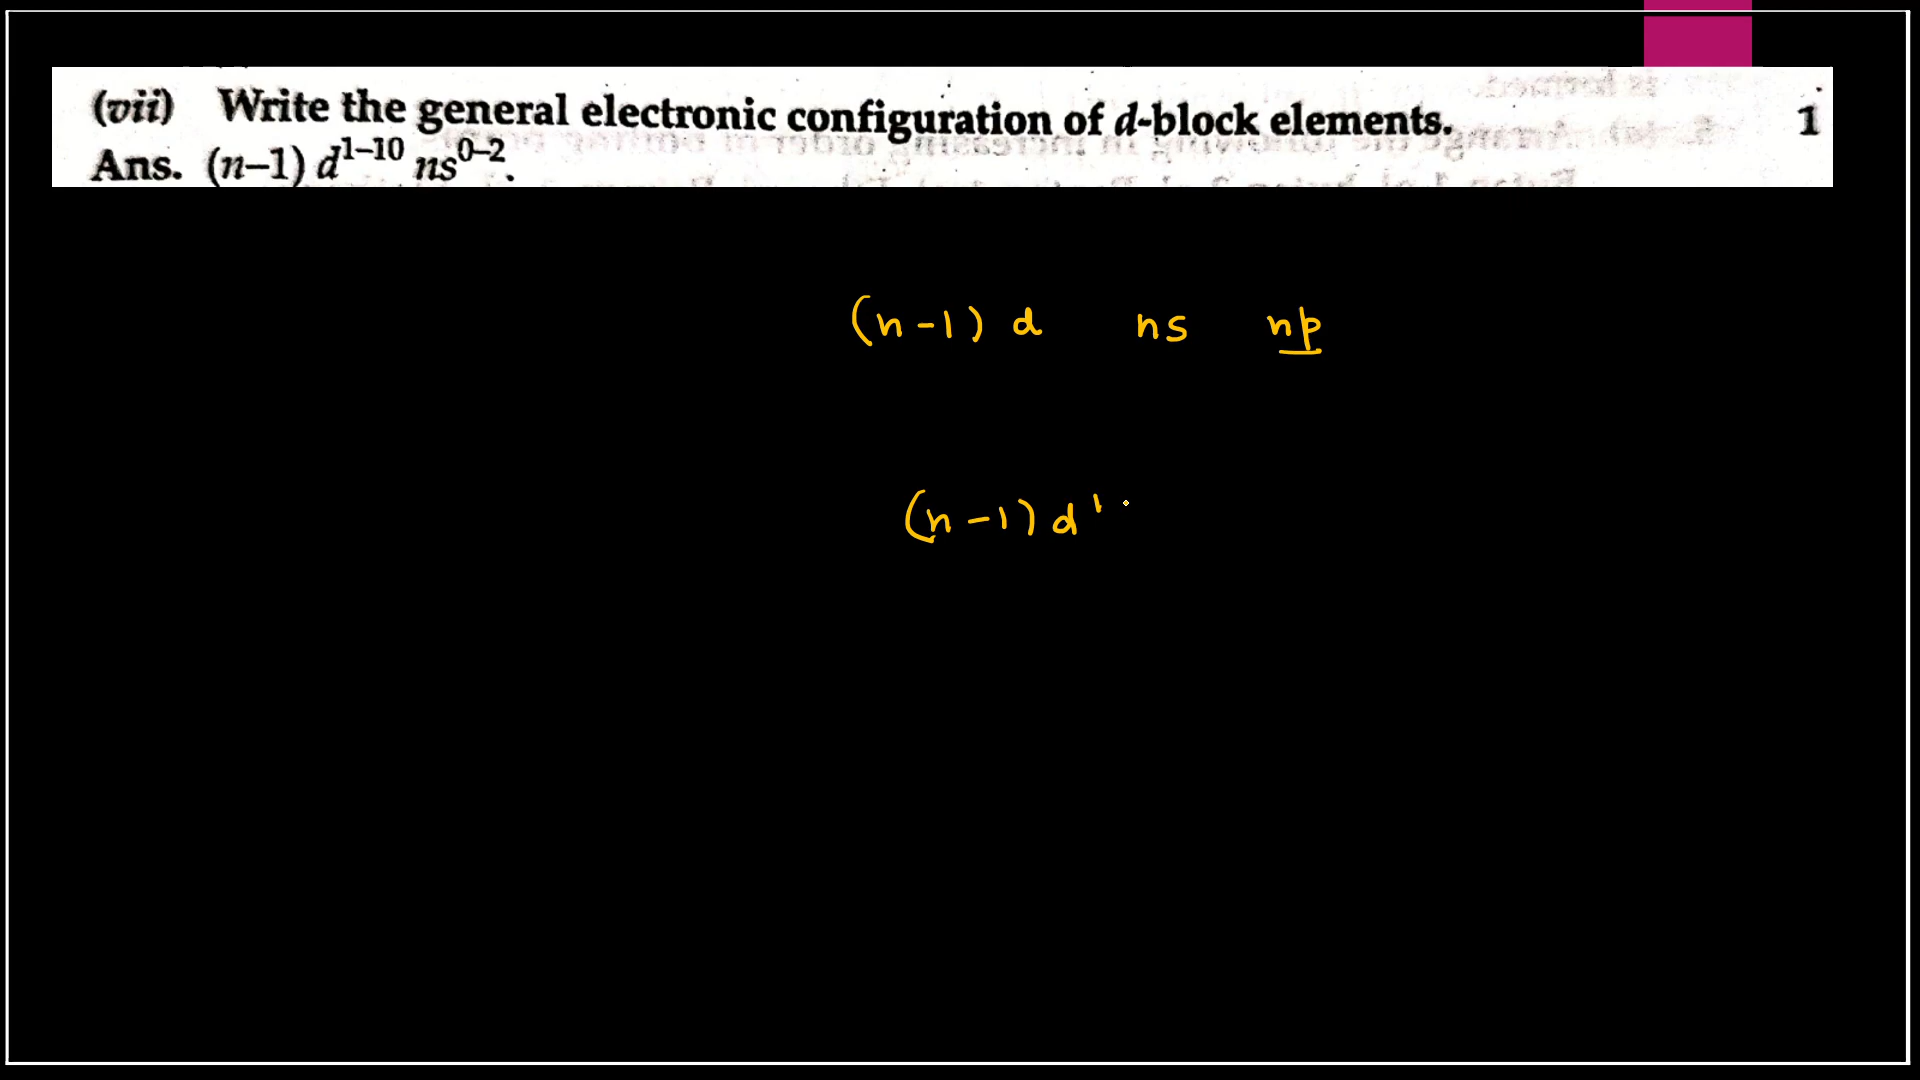 (vii) Write the general electronic configuration of d-block elements. 1
Ans. (n–1) d¹⁻¹⁰ ns⁰⁻².
(n-1) d ns np
(n-1) d¹